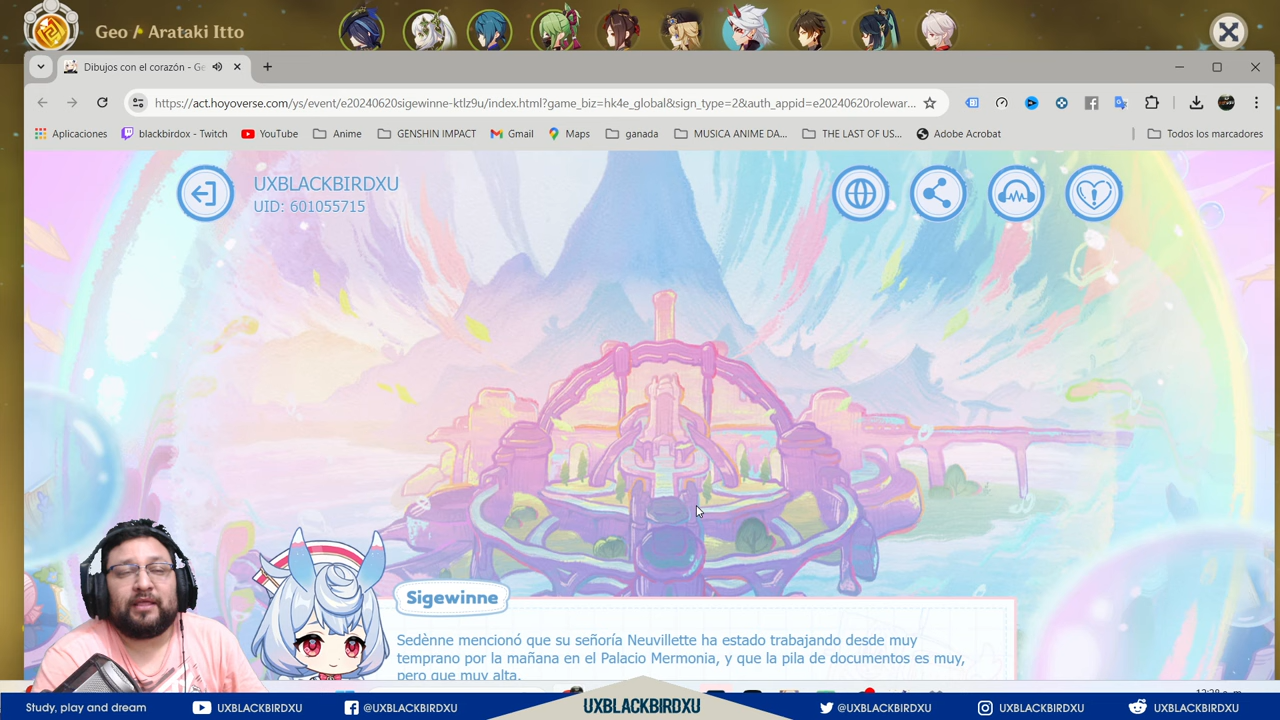 Geo / Arataki Itto
Dibujos con el corazón - Ge
https://act.hoyoverse.com/ys/event/e20240620sigewinne-ktlz9u/index.html?game_biz=hk4e_global&sign_type=2&auth_appid=e20240620rolewar...
Aplicaciones
blackbirdox - Twitch
YouTube
Anime
GENSHIN IMPACT
Gmail
Maps
ganada
MUSICA ANIME DA...
THE LAST OF US...
Adobe Acrobat
Todos los marcadores
UXBLACKBIRDXU
UID: 601055715
Sigewinne
Sedènne mencionó que su señoría Neuvillette ha estado trabajando desde muy
temprano por la mañana en el Palacio Mermonia, y que la pila de documentos es muy,
pero que muy alta.
Study, play and dream
UXBLACKBIRDXU
@UXBLACKBIRDXU
UXBLACKBIRDXU
@UXBLACKBIRDXU
UXBLACKBIRDXU
UXBLACKBIRDXU